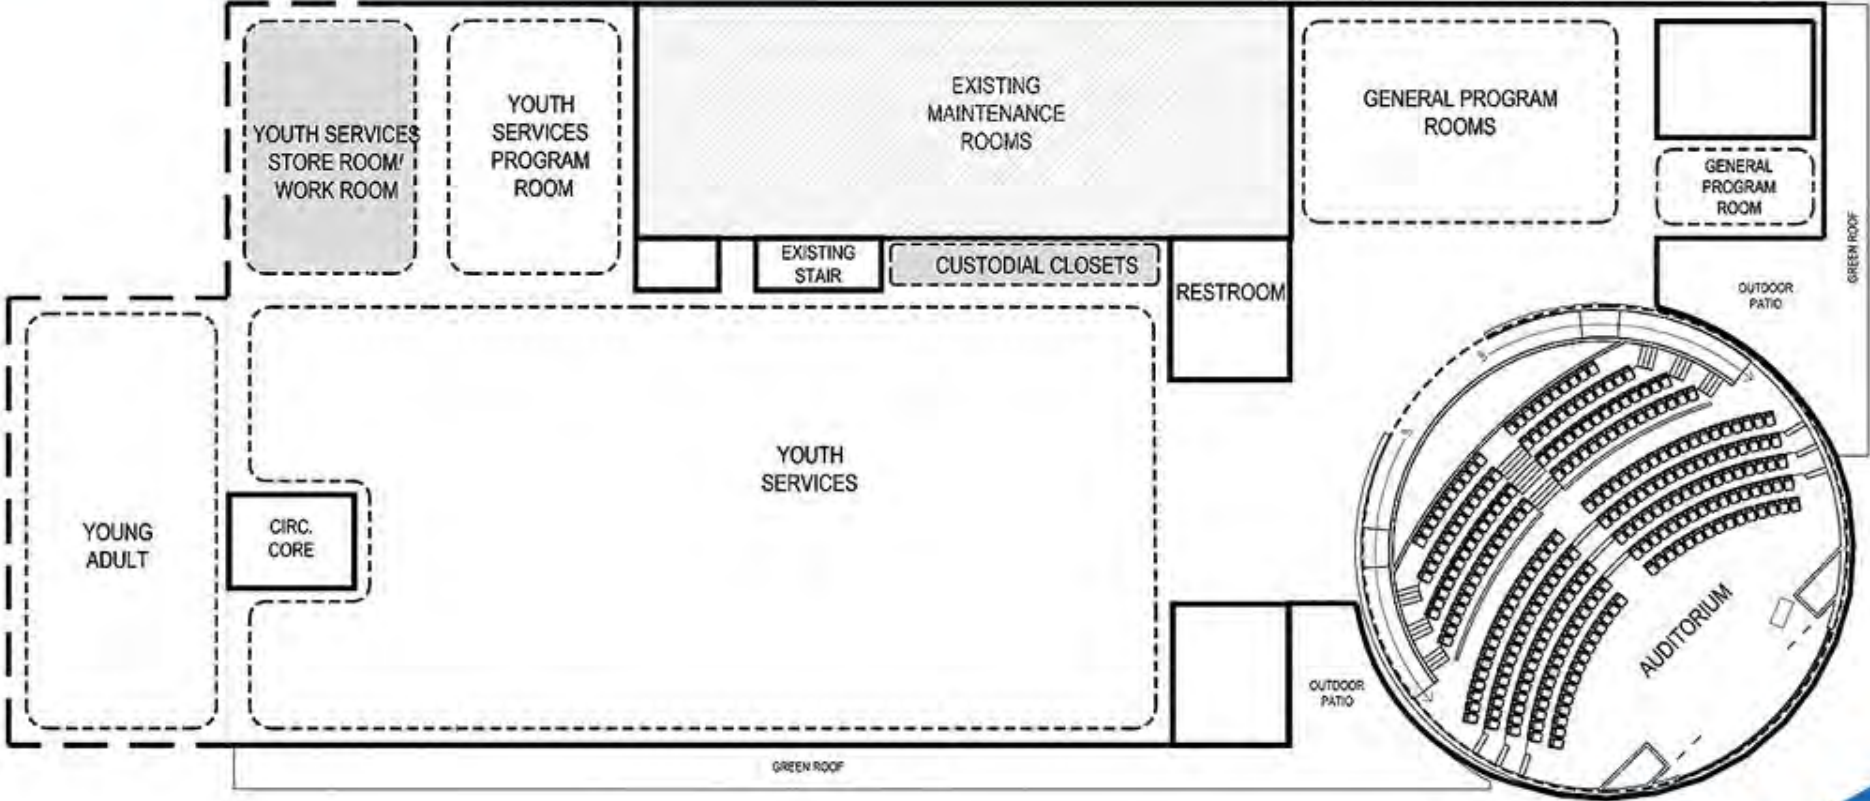 YOUTH SERVICES
STORE ROOM/
WORK ROOM
YOUTH
SERVICES
PROGRAM
ROOM
EXISTING
MAINTENANCE
ROOMS
GENERAL PROGRAM
ROOMS
GENERAL
PROGRAM
ROOM
GREEN ROOF
EXISTING
STAIR
CUSTODIAL CLOSETS
RESTROOM
OUTDOOR
PATIO
YOUTH
SERVICES
YOUNG
ADULT
CIRC.
CORE
AUDITORIUM
OUTDOOR
PATIO
GREEN ROOF